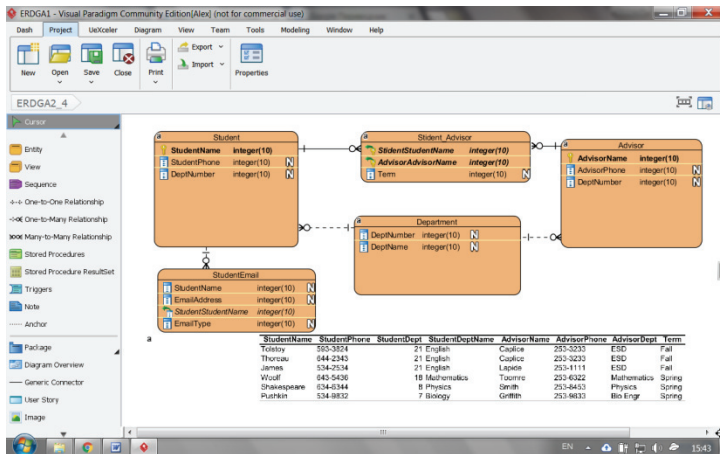 ERDGA1 - Visual Paradigm Community Edition[Alex] (not for commercial use)
Dash Project UeXceler Diagram View Team Tools Modeling Window Help
New Open Save Close Print Export Import Properties
ERDGA2_4
Cursor
Entity
View
Sequence
One-to-One Relationship
One-to-Many Relationship
Many-to-Many Relationship
Stored Procedures
Stored Procedure ResultSet
Triggers
Note
Anchor
Package
Diagram Overview
Generic Connector
User Story
Image
Student
StudentName integer(10)
StudentPhone integer(10) N
DeptNumber integer(10) N
Stident_Advisor
StidentStudentName integer(10)
AdvisorAdvisorName integer(10)
Term integer(10) N
Advisor
AdvisorName integer(10)
AdvisorPhone integer(10) N
DeptNumber integer(10) N
Department
DeptNumber integer(10) N
DeptName integer(10) N
StudentEmail
StudentName integer(10) N
EmailAddress integer(10) N
StudentStudentName integer(10)
EmailType integer(10) N
a
StudentName StudentPhone StudentDept StudentDeptName AdvisorName AdvisorPhone AdvisorDept Term
Tolstoy 593-3824 21 English Caplice 253-3233 ESD Fall
Thoreau 644-2343 21 English Caplice 253-3233 ESD Fall
James 534-2534 21 English Lapide 253-1111 ESD Fall
Woolf 643-5436 18 Mathematics Toomre 253-6322 Mathematics Spring
Shakespeare 634-6344 8 Physics Smith 253-8453 Physics Spring
Pushkin 534-9832 7 Biology Griffith 253-9833 Bio Engr Spring
EN 15:43